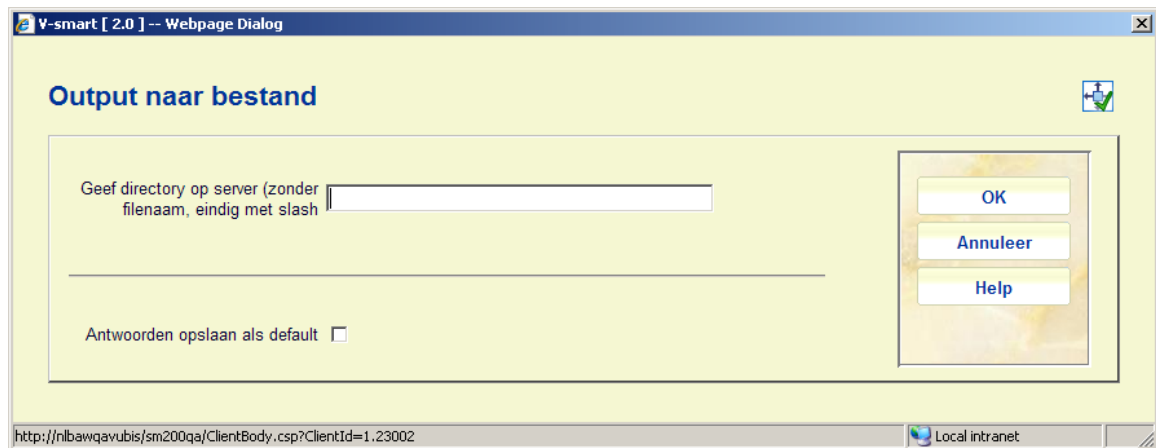 V-smart [ 2.0 ] -- Webpage Dialog
Output naar bestand
Geef directory op server (zonder
filenaam, eindig met slash
OK
Annuleer
Help
Antwoorden opslaan als default
http://nlbawqavubis/sm200qa/ClientBody.csp?ClientId=1.23002
Local intranet